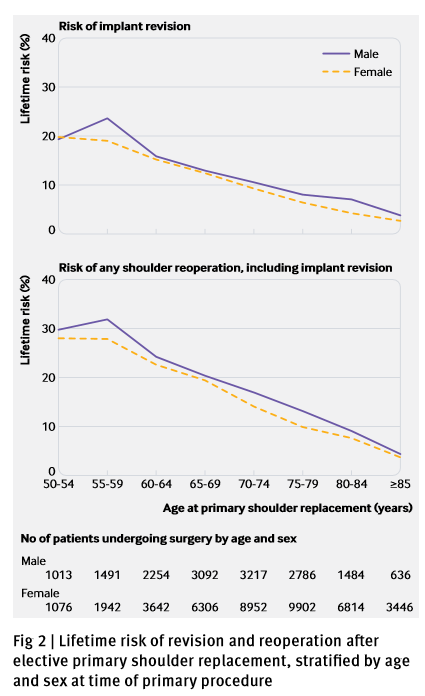 Risk of implant revision
Lifetime risk (%)
40
30
20
10
0
Male
Female
Risk of any shoulder reoperation, including implant revision
Lifetime risk (%)
40
30
20
10
0
50-54 55-59 60-64 65-69 70-74 75-79 80-84 ≥85
Age at primary shoulder replacement (years)
No of patients undergoing surgery by age and sex
Male
1013 1491 2254 3092 3217 2786 1484 636
Female
1076 1942 3642 6306 8952 9902 6814 3446
Fig 2 | Lifetime risk of revision and reoperation after
elective primary shoulder replacement, stratified by age
and sex at time of primary procedure